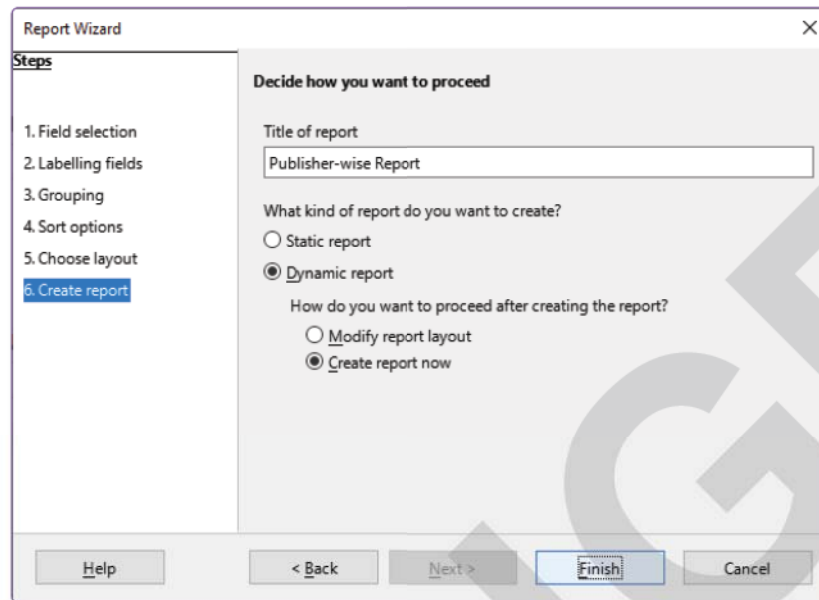 Report Wizard
Steps
1. Field selection
2. Labelling fields
3. Grouping
4. Sort options
5. Choose layout
6. Create report
Decide how you want to proceed
Title of report
Publisher-wise Report
What kind of report do you want to create?
Static report
Dynamic report
How do you want to proceed after creating the report?
Modify report layout
Create report now
Help
< Back
Next >
Finish
Cancel